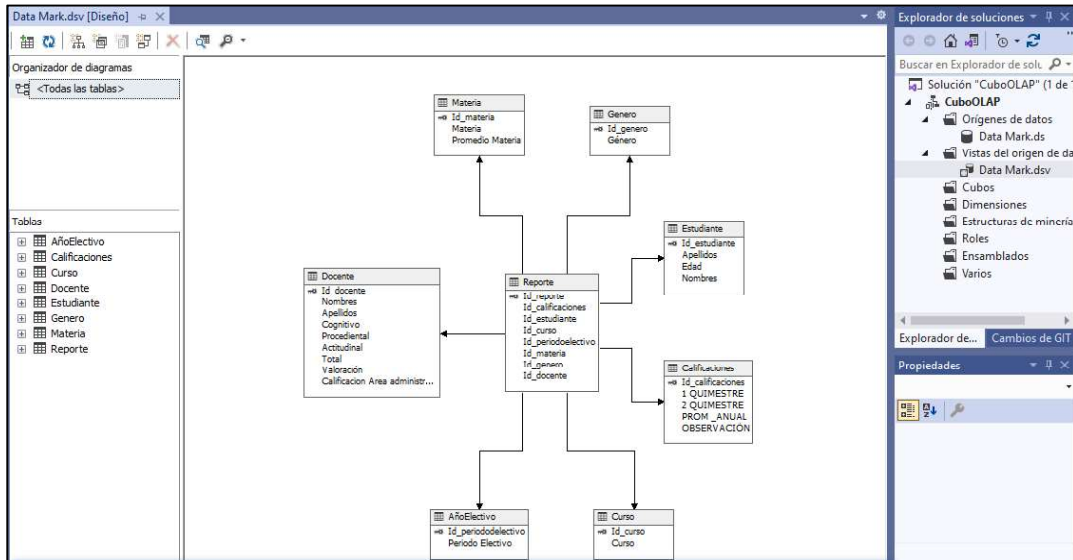 Data Mark.dsv [Diseño]
Organizador de diagramas
<Todas las tablas>
Tablas
AñoElectivo
Calificaciones
Curso
Docente
Estudiante
Genero
Materia
Reporte
Materia
Id_materia
Materia
Promedio Materia
Genero
Id_genero
Género
Estudiante
Id_estudiante
Apellidos
Edad
Nombres
Docente
Id_docente
Nombres
Apellidos
Cognitivo
Procediental
Actitudinal
Total
Valoración
Calificacion Area administr...
Reporte
Id_reporte
Id_calificaciones
Id_estudiante
Id_curso
Id_periodoelectivo
Id_materia
Id_genero
Id_docente
Calificaciones
Id_calificaciones
1 QUIMESTRE
2 QUIMESTRE
PROM_ANUAL
OBSERVACIÓN
AñoElectivo
Id_periododelectivo
Periodo Electivo
Curso
Id_curso
Curso
Explorador de soluciones
Buscar en Explorador de solu
Solución "CuboOLAP" (1 de 1
CuboOLAP
Orígenes de datos
Data Mark.ds
Vistas del origen de da
Data Mark.dsv
Cubos
Dimensiones
Estructuras de minería
Roles
Ensamblados
Varios
Explorador de... Cambios de GIT
Propiedades